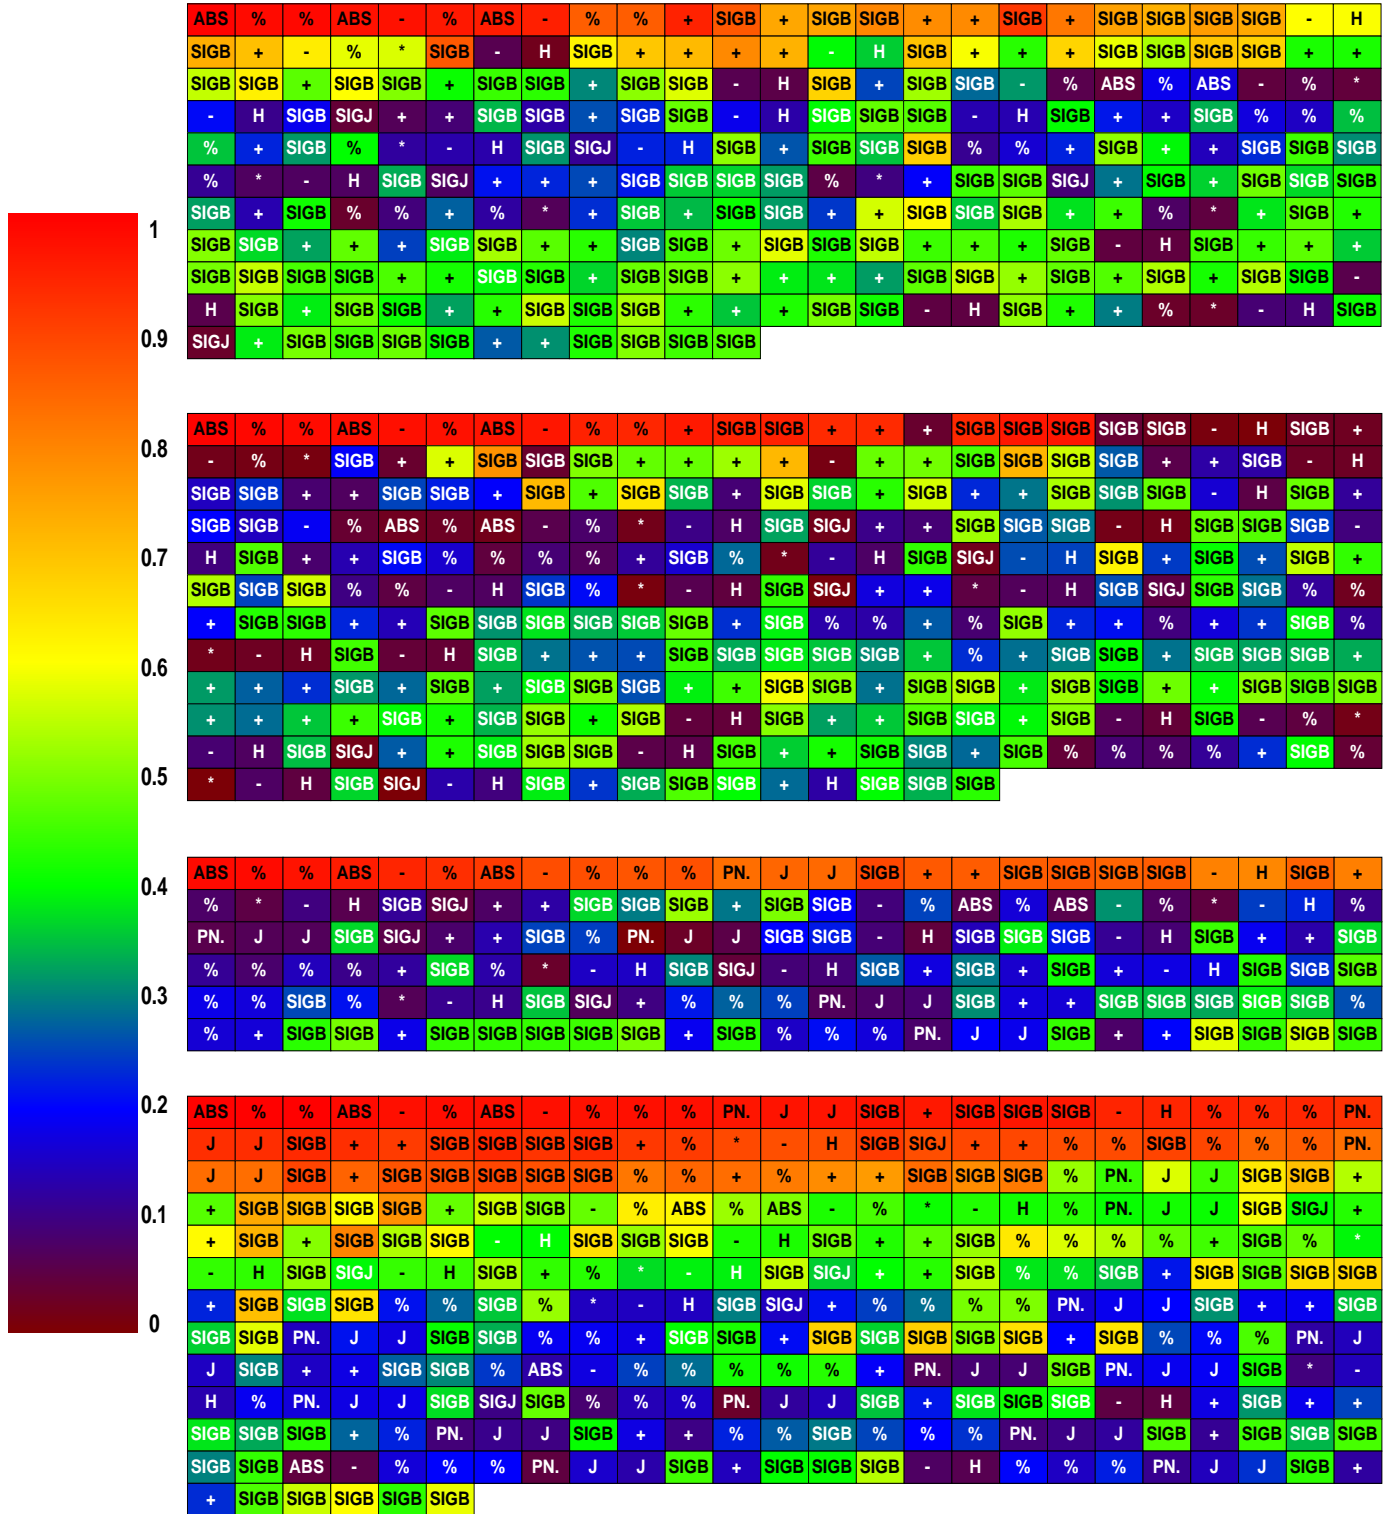 ABS % % ABS - % ABS - % % + SIGB + SIGB SIGB + + SIGB + SIGB SIGB SIGB SIGB - H
SIGB + - % * SIGB - H SIGB + + + + - H SIGB + + + SIGB SIGB SIGB SIGB + +
SIGB SIGB + SIGB SIGB + SIGB SIGB + SIGB SIGB - H SIGB + SIGB SIGB - % ABS % ABS - % *
- H SIGB SIGJ + + SIGB SIGB + SIGB SIGB - H SIGB SIGB SIGB - H SIGB + + SIGB % % %
% + SIGB % * - H SIGB SIGJ - H SIGB + SIGB SIGB SIGB % % + SIGB + + SIGB SIGB SIGB
% * - H SIGB SIGJ + + + SIGB SIGB SIGB SIGB % * + SIGB SIGB SIGJ + SIGB + SIGB SIGB SIGB
SIGB + SIGB % % + % * + SIGB + SIGB SIGB + + SIGB SIGB SIGB + + % * + SIGB +
SIGB SIGB + + + SIGB SIGB + + SIGB SIGB + SIGB SIGB SIGB + + + SIGB - H SIGB + + +
SIGB SIGB SIGB SIGB + + SIGB SIGB + SIGB SIGB + + + + SIGB SIGB + SIGB + SIGB + SIGB SIGB -
H SIGB + SIGB SIGB + + SIGB SIGB SIGB + + + SIGB SIGB - H SIGB + + % * - H SIGB
SIGJ + SIGB SIGB SIGB SIGB + + SIGB SIGB SIGB SIGB
ABS % % ABS - % ABS - % % + SIGB SIGB + + + SIGB SIGB SIGB SIGB SIGB - H SIGB +
- % * SIGB + + SIGB SIGB SIGB + + + + - + + SIGB SIGB SIGB SIGB + + SIGB - H
SIGB SIGB + + SIGB SIGB + SIGB + SIGB SIGB + SIGB SIGB + SIGB + + SIGB SIGB SIGB - H SIGB +
SIGB SIGB - % ABS % ABS - % * - H SIGB SIGJ + + SIGB SIGB SIGB - H SIGB SIGB SIGB -
H SIGB + + SIGB % % % % + SIGB % * - H SIGB SIGJ - H SIGB + SIGB + SIGB +
SIGB SIGB SIGB % % - H SIGB % * - H SIGB SIGJ + + * - H SIGB SIGJ SIGB SIGB % %
+ SIGB SIGB + + SIGB SIGB SIGB SIGB SIGB SIGB + SIGB % % + % SIGB + + % + + SIGB %
* - H SIGB - H SIGB + + + SIGB SIGB SIGB SIGB SIGB + % + SIGB SIGB + SIGB SIGB SIGB +
+ + + SIGB + SIGB + SIGB SIGB SIGB + + SIGB SIGB + SIGB SIGB + SIGB SIGB + + SIGB SIGB SIGB
+ + + + SIGB + SIGB SIGB + SIGB - H SIGB + + SIGB SIGB + SIGB - H SIGB - % *
- H SIGB SIGJ + + SIGB SIGB SIGB - H SIGB + + SIGB SIGB + SIGB % % % % + SIGB %
* - H SIGB SIGJ - H SIGB + SIGB SIGB SIGB + H SIGB SIGB SIGB
ABS % % ABS - % ABS - % % % PN. J J SIGB + + SIGB SIGB SIGB SIGB - H SIGB +
% * - H SIGB SIGJ + + SIGB SIGB SIGB + SIGB SIGB - % ABS % ABS - % * - H %
PN. J J SIGB SIGJ + + SIGB % PN. J J SIGB SIGB - H SIGB SIGB SIGB - H SIGB + + SIGB
% % % % + SIGB % * - H SIGB SIGJ - H SIGB + SIGB + SIGB + - H SIGB SIGB SIGB
% % SIGB % * - H SIGB SIGJ + % % % PN. J J SIGB + + SIGB SIGB SIGB SIGB SIGB %
% + SIGB SIGB + SIGB SIGB SIGB SIGB SIGB + SIGB % % % PN. J J SIGB + + SIGB SIGB SIGB SIGB
ABS % % ABS - % ABS - % % % PN. J J SIGB + SIGB SIGB SIGB - H % % % PN.
J J SIGB + + SIGB SIGB SIGB SIGB + % * - H SIGB SIGJ + + % % SIGB % % % PN.
J J SIGB + SIGB SIGB SIGB SIGB SIGB % % + % + + SIGB SIGB SIGB % PN. J J SIGB SIGB +
+ SIGB SIGB SIGB SIGB + SIGB SIGB - % ABS % ABS - % * - H % PN. J J SIGB SIGJ +
+ SIGB + SIGB SIGB SIGB - H SIGB SIGB SIGB - H SIGB + + SIGB % % % % + SIGB % *
- H SIGB SIGJ - H SIGB + % * - H SIGB SIGJ + + SIGB % % SIGB + SIGB SIGB SIGB SIGB
+ SIGB SIGB SIGB % % SIGB % * - H SIGB SIGJ + % % % % PN. J J SIGB + + SIGB
SIGB SIGB PN. J J SIGB SIGB % % + SIGB SIGB + SIGB SIGB SIGB SIGB SIGB + SIGB % % % PN. J
J SIGB + + SIGB SIGB % ABS - % % % % % + PN. J J SIGB PN. J J SIGB * -
H % PN. J J SIGB SIGJ SIGB % % % PN. J J SIGB + SIGB SIGB SIGB - H + SIGB + +
SIGB SIGB SIGB + % PN. J J SIGB + + % % SIGB % % % PN. J J SIGB + SIGB SIGB SIGB
SIGB SIGB ABS - % % % PN. J J SIGB + SIGB SIGB SIGB - H % % % PN. J J SIGB +
+ SIGB SIGB SIGB SIGB SIGB
1
0.9
0.8
0.7
0.6
0.5
0.4
0.3
0.2
0.1
0